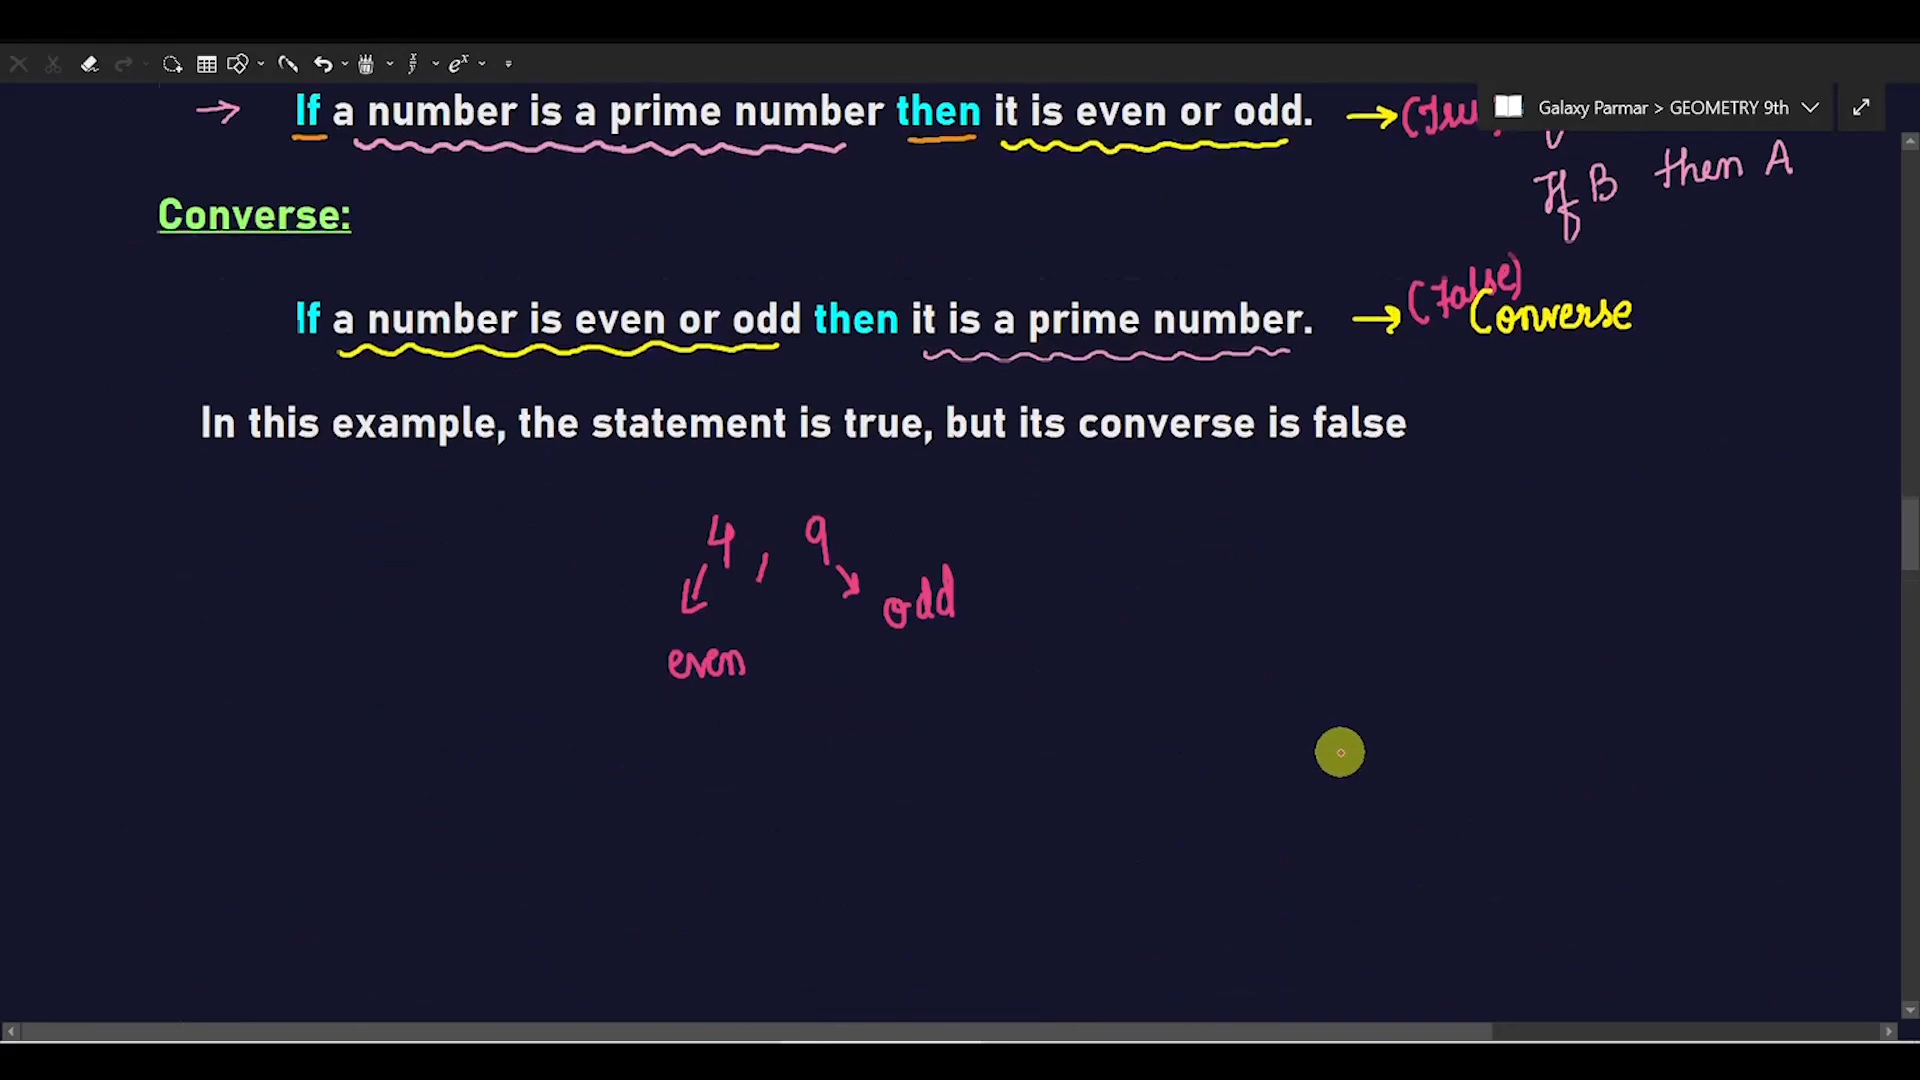 If a number is a prime number then it is even or odd.
Galaxy Parmar > GEOMETRY 9th
If B then A
Converse:
(False)
If a number is even or odd then it is a prime number. → Converse
In this example, the statement is true, but its converse is false
4, 9
odd
even